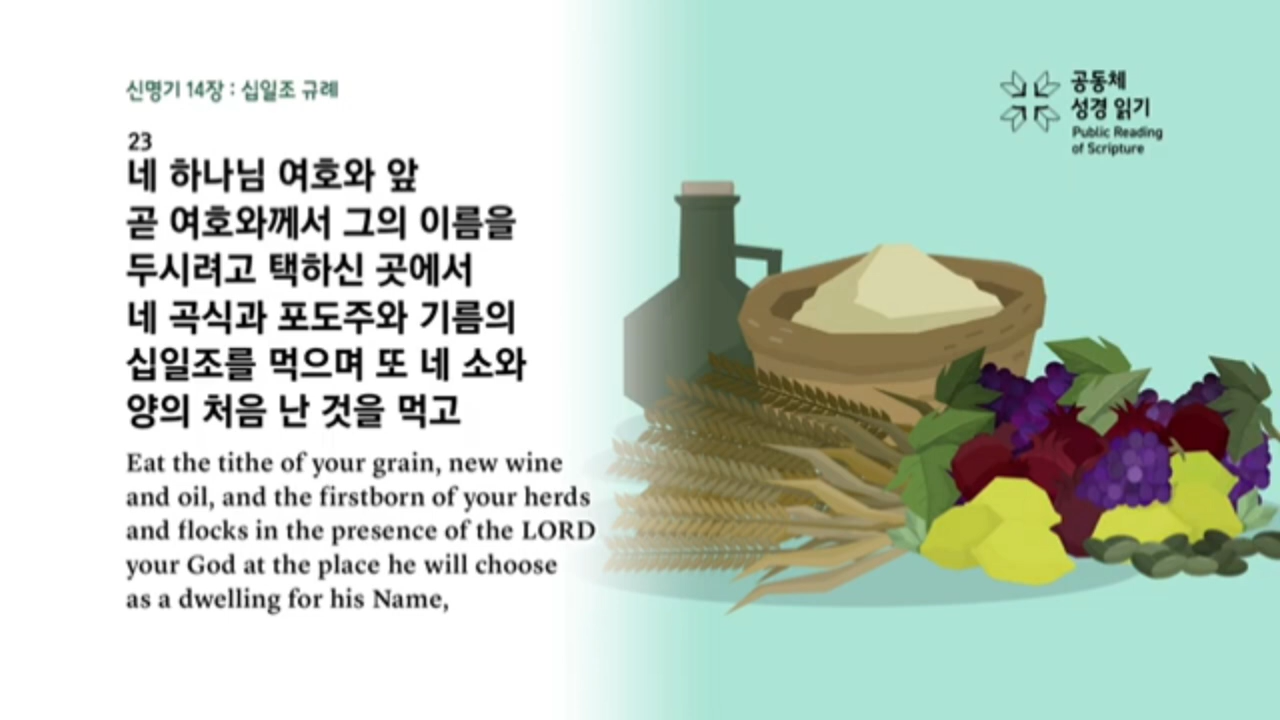 신명기 14장 : 십일조 규례
공동체
성경 읽기
Public Reading
of Scripture
23
네 하나님 여호와 앞
곧 여호와께서 그의 이름을
두시려고 택하신 곳에서
네 곡식과 포도주와 기름의
십일조를 먹으며 또 네 소와
양의 처음 난 것을 먹고
Eat the tithe of your grain, new wine
and oil, and the firstborn of your herds
and flocks in the presence of the LORD
your God at the place he will choose
as a dwelling for his Name,